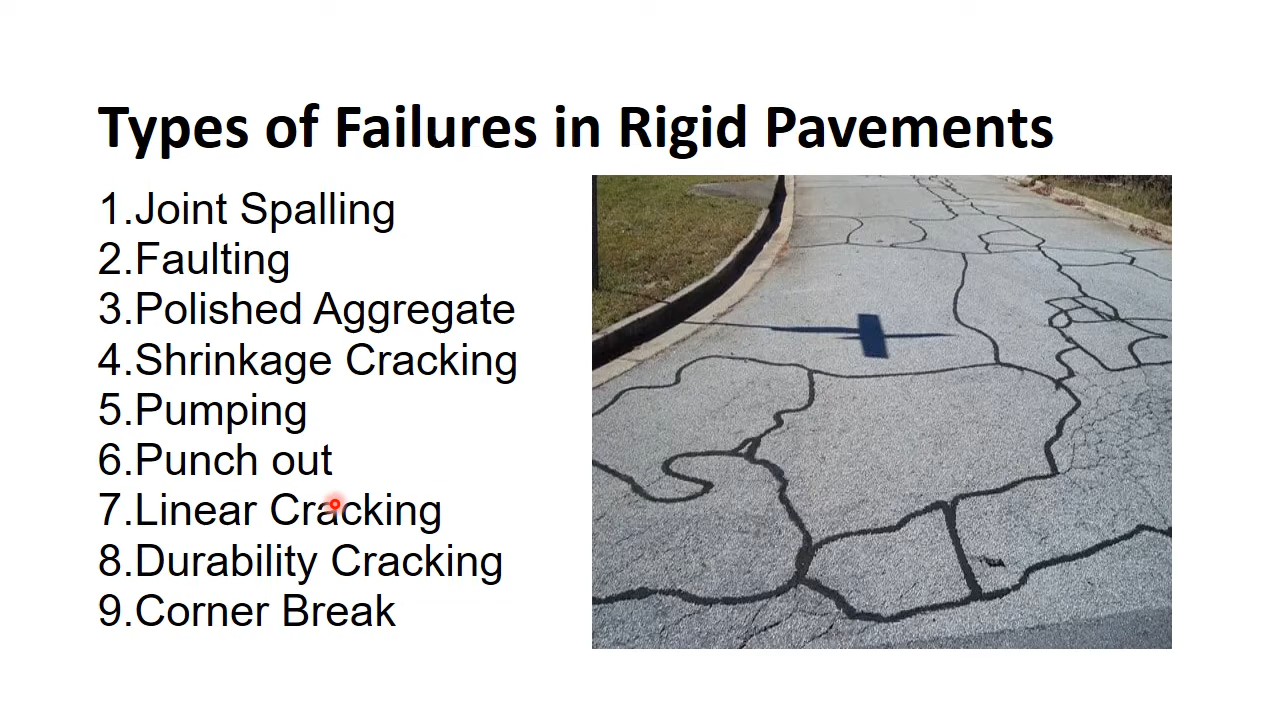 Types of Failures in Rigid Pavements
1.Joint Spalling
2.Faulting
3.Polished Aggregate
4.Shrinkage Cracking
5.Pumping
6.Punch out
7.Linear Cracking
8.Durability Cracking
9.Corner Break